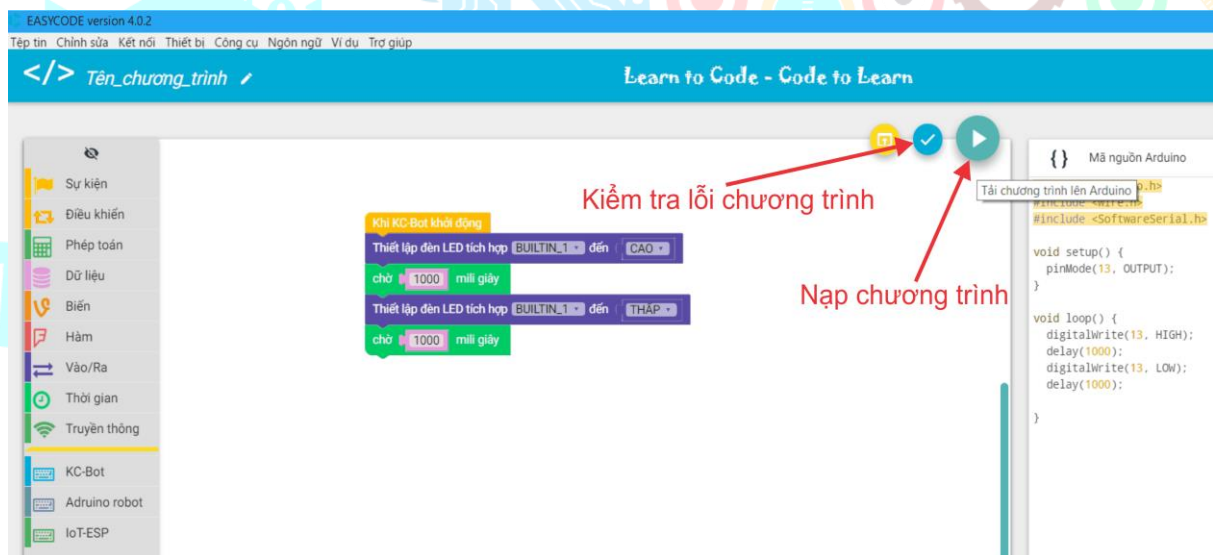 EASYCODE version 4.0.2
Tệp tin Chỉnh sửa Kết nối Thiết bị Công cụ Ngôn ngữ Ví dụ Trợ giúp
</> Tên_chương_trình
Learn to Code - Code to Learn
Sự kiện
Điều khiển
Phép toán
Dữ liệu
Biến
Hàm
Vào/Ra
Thời gian
Truyền thông
KC-Bot
Adruino robot
IoT-ESP
Khi KC-Bot khởi động
Thiết lập đèn LED tích hợp BUILTIN_1 đến CAO
chờ 1000 mili giây
Thiết lập đèn LED tích hợp BUILTIN_1 đến THẤP
chờ 1000 mili giây
Kiểm tra lỗi chương trình
Nạp chương trình
{ } Mã nguồn Arduino
Tải chương trình lên Arduino
#include <Wire.h>
#include <SoftwareSerial.h>
void setup() {
pinMode(13, OUTPUT);
}
void loop() {
digitalWrite(13, HIGH);
delay(1000);
digitalWrite(13, LOW);
delay(1000);
}